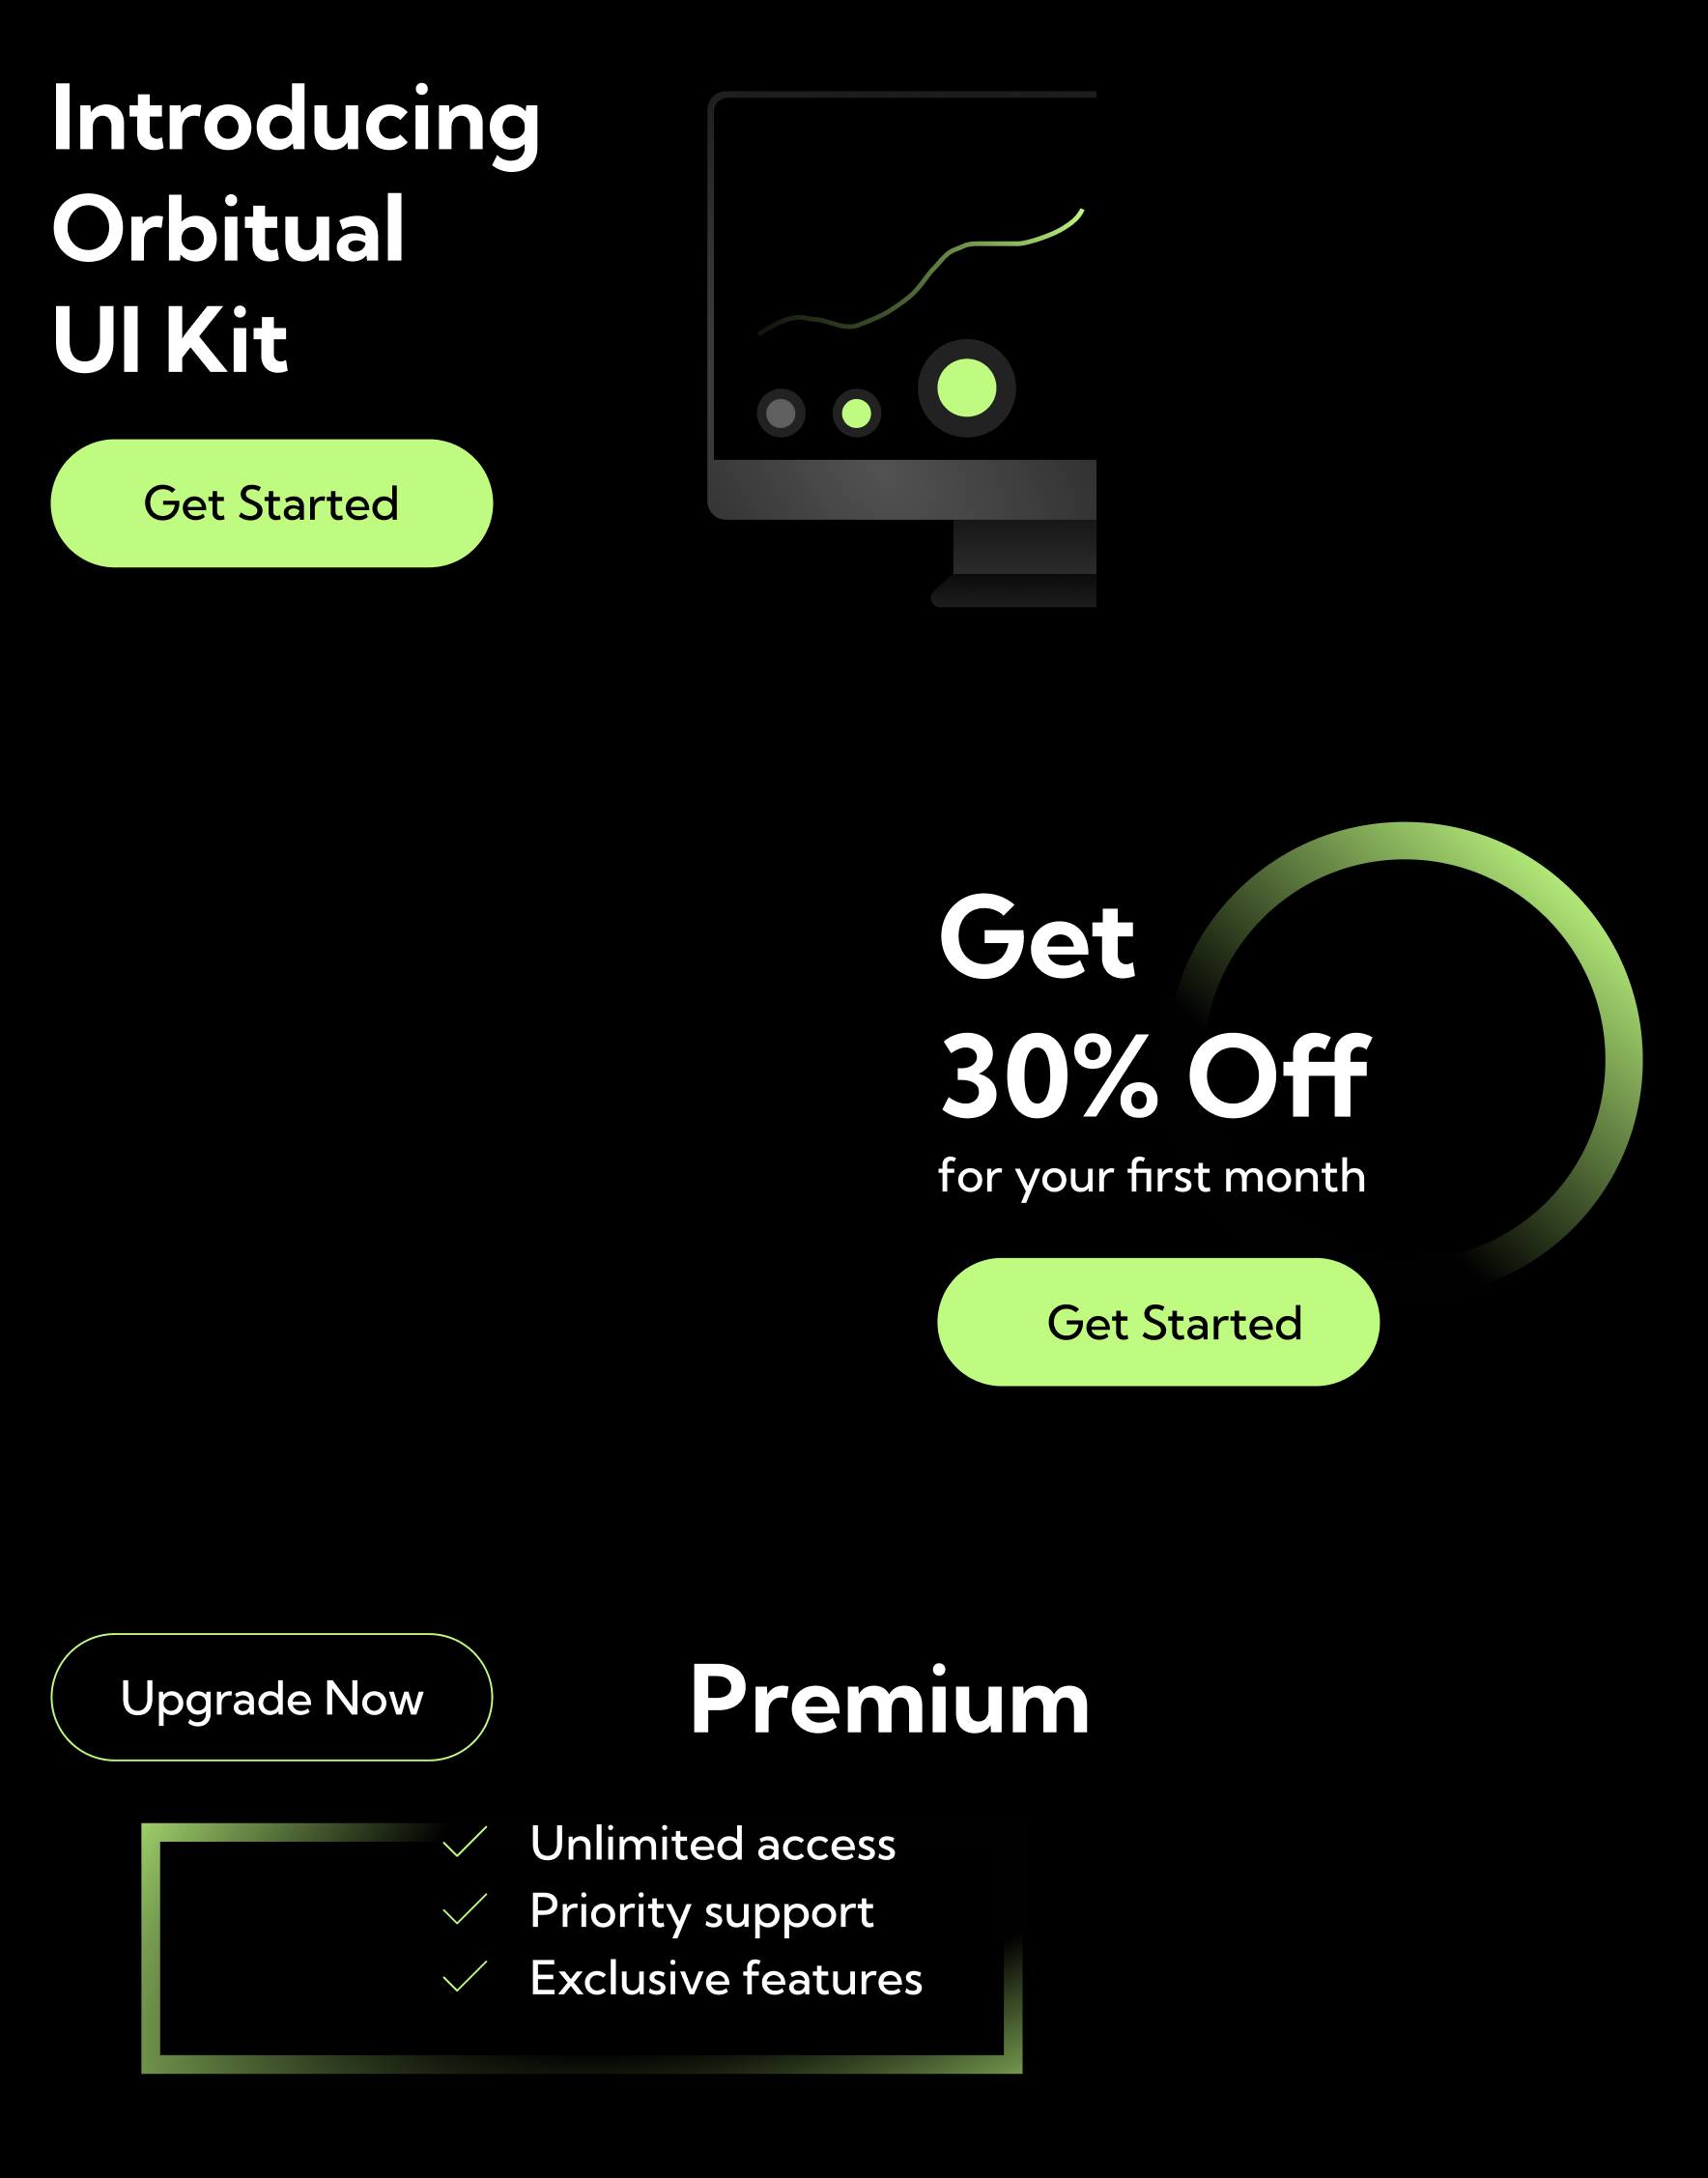 Introducing
Orbitual
UI Kit
Get Started
Get
30% Off
for your first month
Get Started
Upgrade Now
Premium
Unlimited access
Priority support
Exclusive features